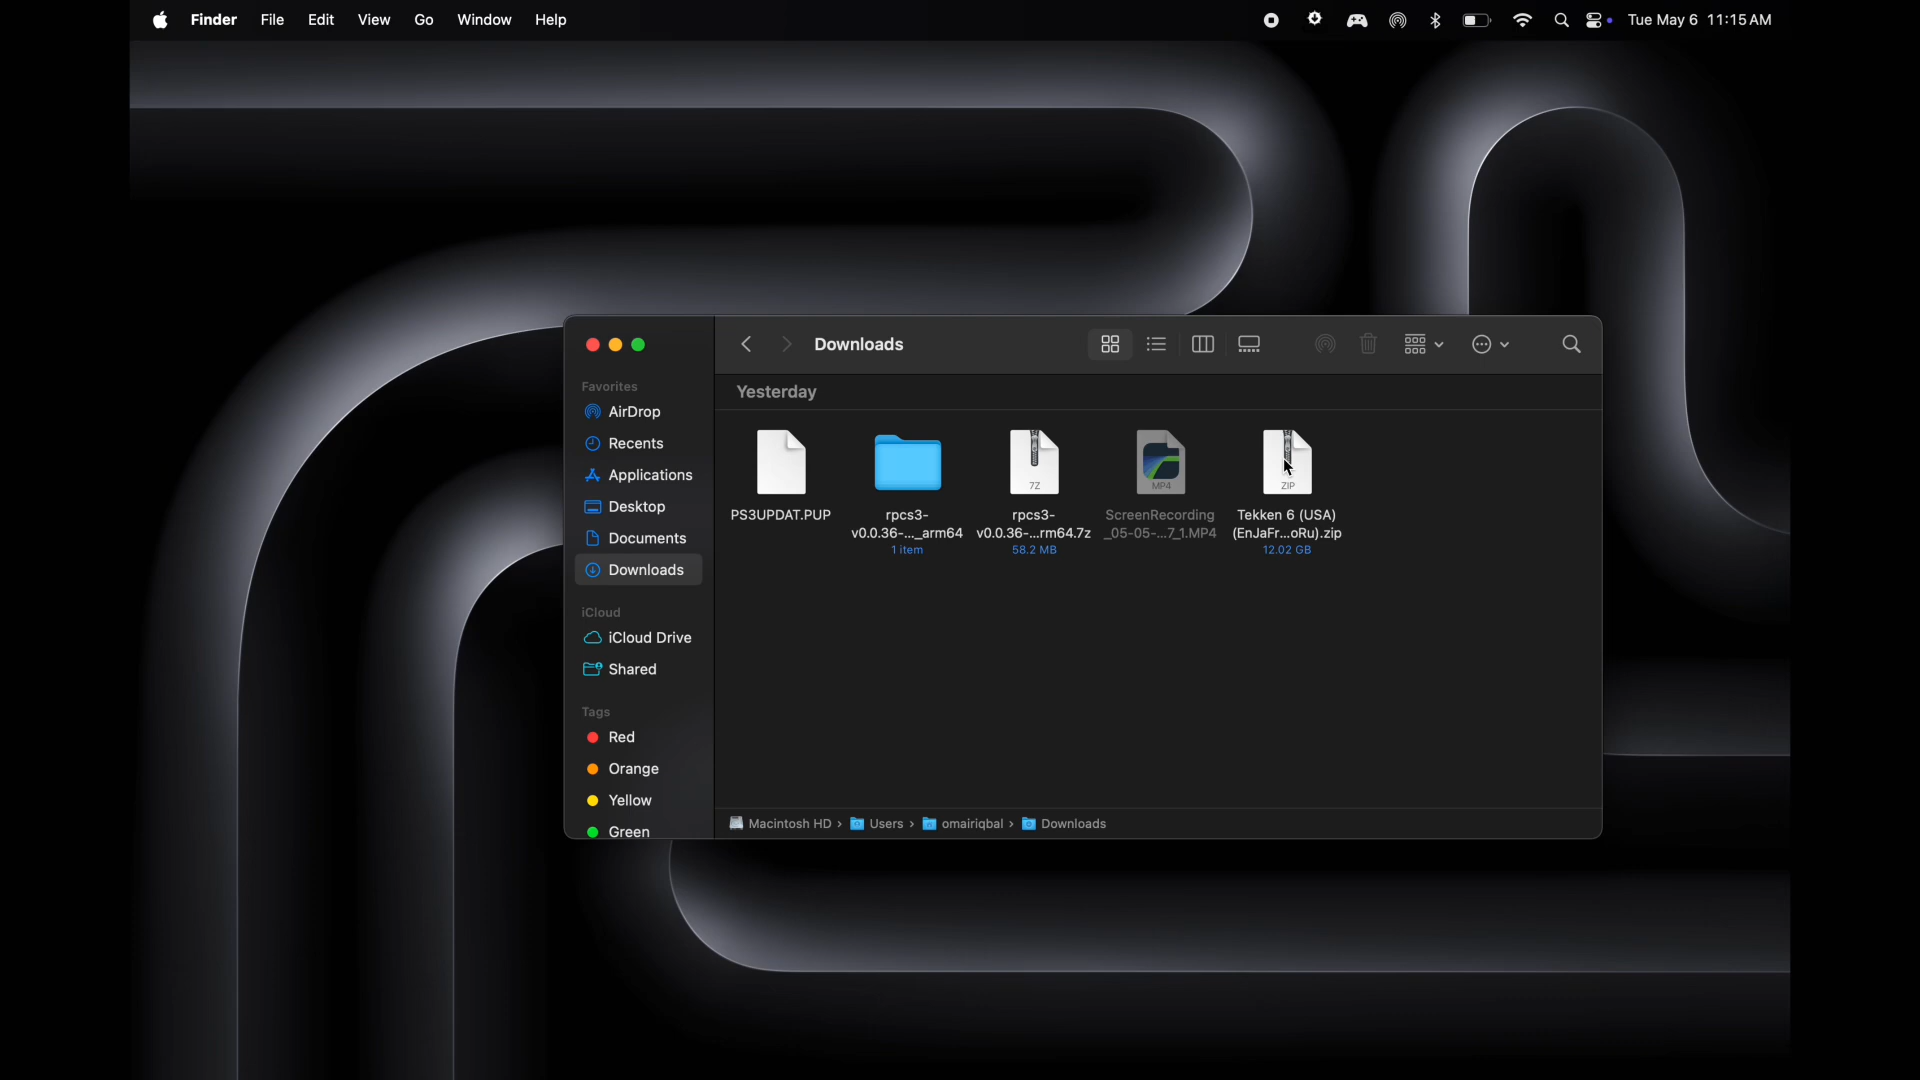 Finder File Edit View Go Window Help Tue May 6 11:15 AM
Downloads
Favorites
AirDrop
Recents
Applications
Desktop
Documents
Downloads
iCloud
iCloud Drive
Shared
Tags
Red
Orange
Yellow
Green
Yesterday
PS3UPDAT.PUP
rpcs3-
v0.0.36-..._arm64
1 item
7Z
rpcs3-
v0.0.36-...rm64.7z
58.2 MB
MP4
ScreenRecording
_05-05-...7_1.MP4
ZIP
Tekken 6 (USA)
(EnJaFr...oRu).zip
12.02 GB
Macintosh HD › Users › omairiqbal › Downloads